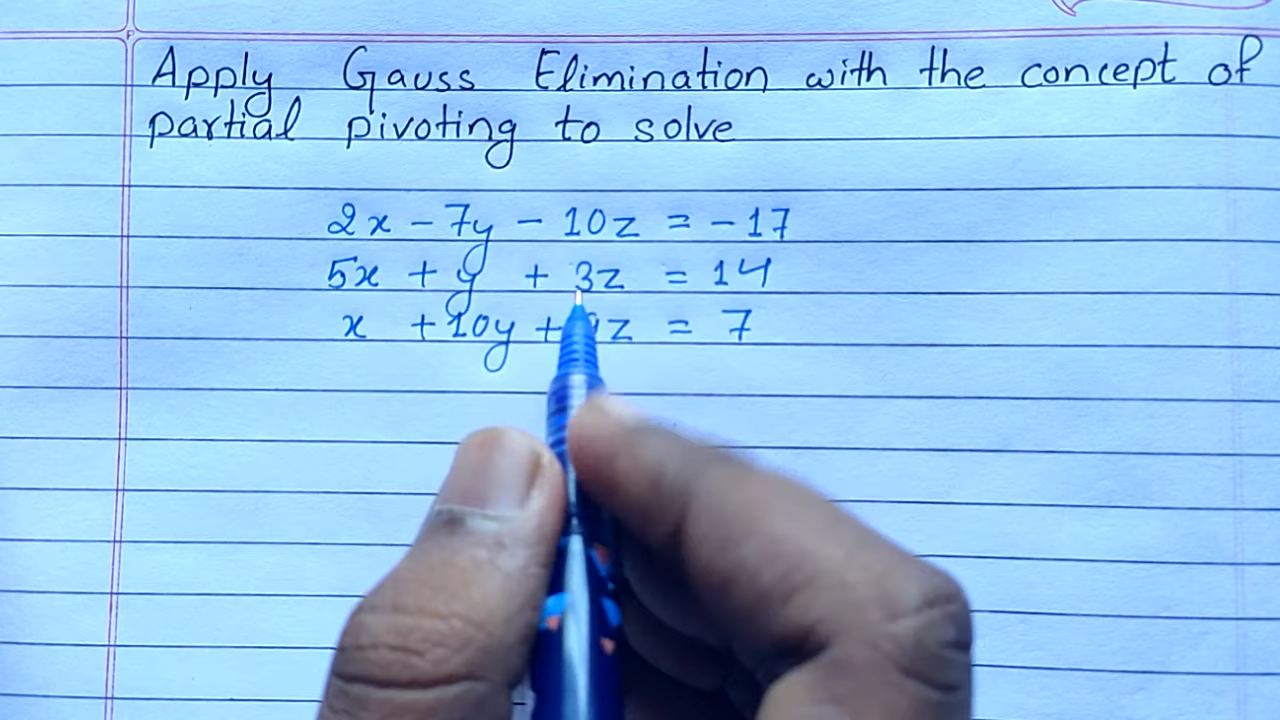 Apply Gauss Elimination with the concept of
partial pivoting to solve
2x - 7y - 10z = -17
5x + y + 3z = 14
x + 10y + z = 7